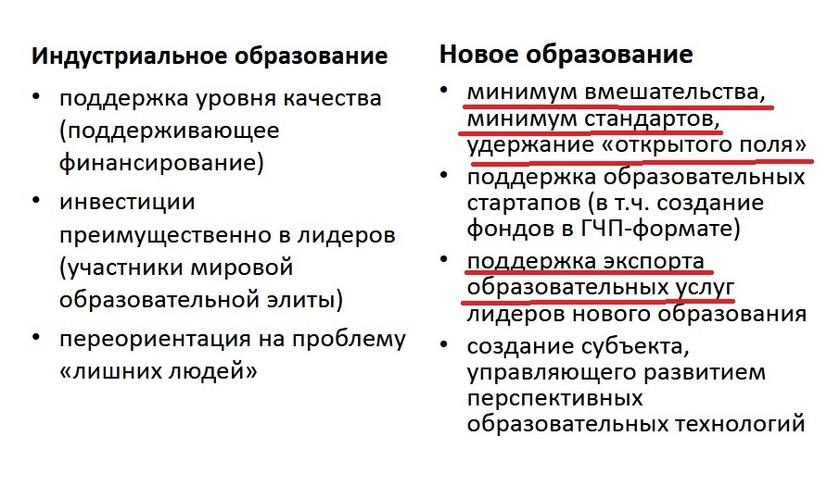 Индустриальное образование
• поддержка уровня качества
(поддерживающее
финансирование)
• инвестиции
преимущественно в лидеров
(участники мировой
образовательной элиты)
• переориентация на проблему
«лишних людей»
Новое образование
• минимум вмешательства,
минимум стандартов,
удержание «открытого поля»
• поддержка образовательных
стартапов (в т.ч. создание
фондов в ГЧП-формате)
• поддержка экспорта
образовательных услуг
лидеров нового образования
• создание субъекта,
управляющего развитием
перспективных
образовательных технологий